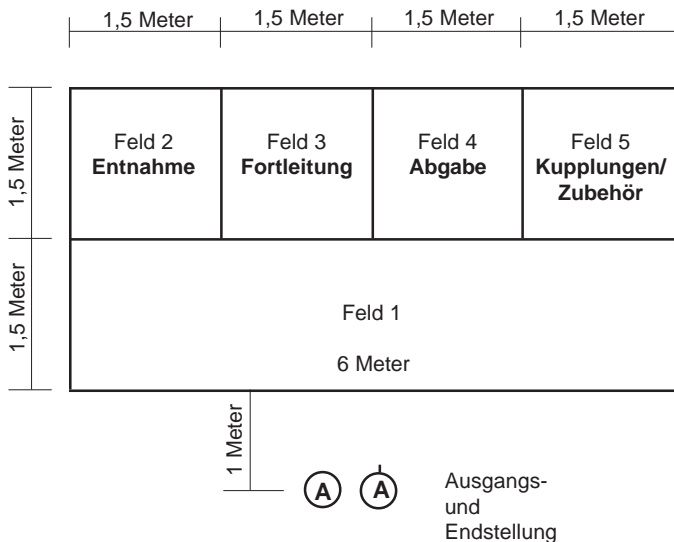 1,5 Meter 1,5 Meter 1,5 Meter 1,5 Meter
1,5 Meter
Feld 2
Entnahme
Feld 3
Fortleitung
Feld 4
Abgabe
Feld 5
Kupplungen/
Zubehör
1,5 Meter
Feld 1
6 Meter
1 Meter
A A
Ausgangs-
und
Endstellung